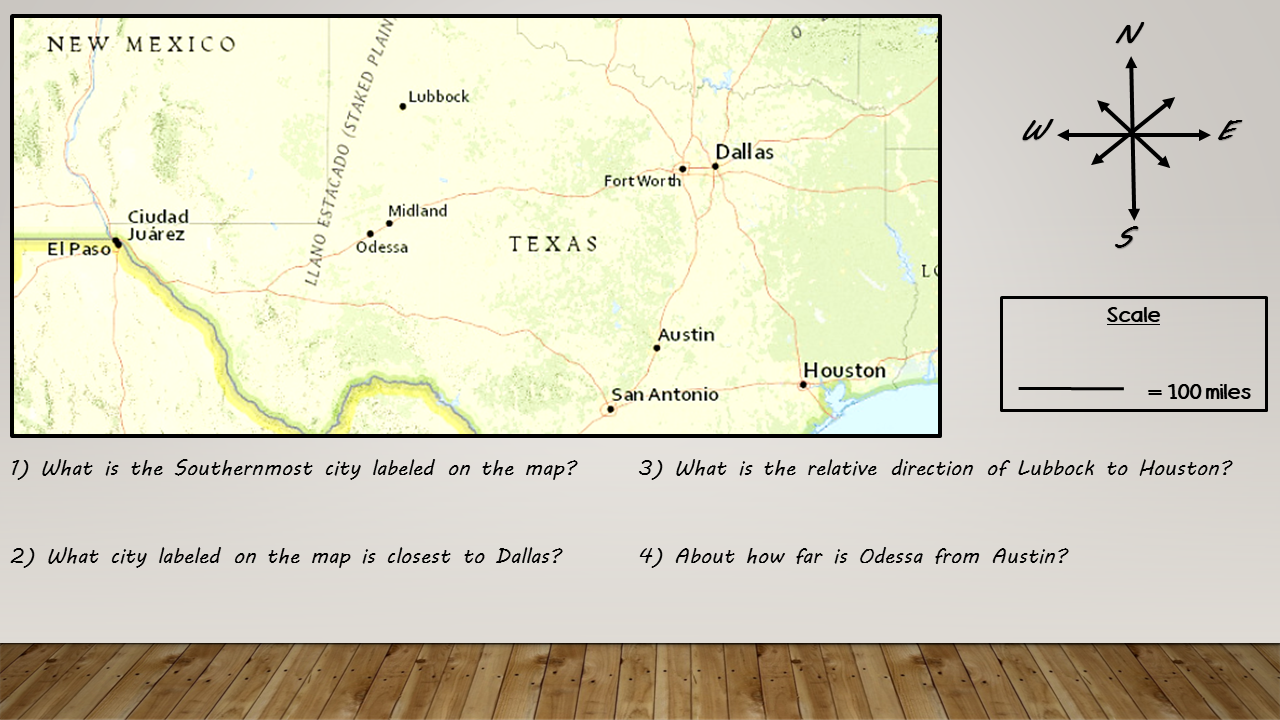 NEW MEXICO
LLANO ESTACADO (STAKED PLAIN
O
Lubbock
Dallas
Fort Worth
Ciudad
Juárez
El Paso
Midland
Odessa
TEXAS
LO
Austin
Houston
San Antonio
N
W E
S
Scale
= 100 miles
1) What is the Southernmost city labeled on the map?
2) What city labeled on the map is closest to Dallas?
3) What is the relative direction of Lubbock to Houston?
4) About how far is Odessa from Austin?